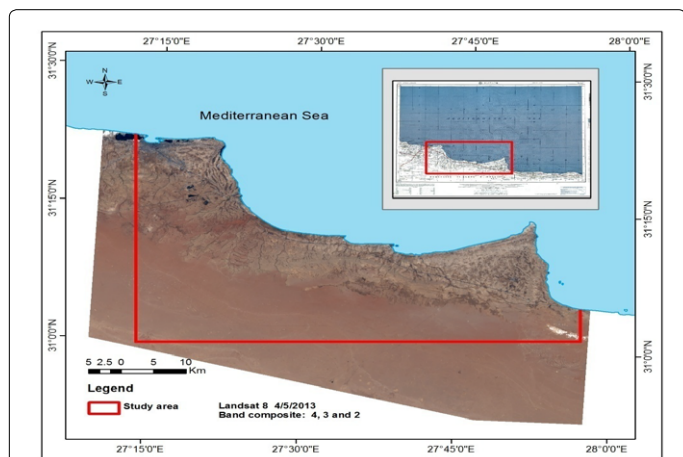 27°15'0"E 27°30'0"E 27°45'0"E 28°0'0"E
31°30'0"N
31°30'0"N
N
W E
S
Mediterranean Sea
31°15'0"N
31°15'0"N
31°0'0"N
31°0'0"N
5 2.5 0 5 10
Km
Legend
Study area
Landsat 8 4/5/2013
Band composite: 4, 3 and 2
27°15'0"E 27°30'0"E 27°45'0"E 28°0'0"E